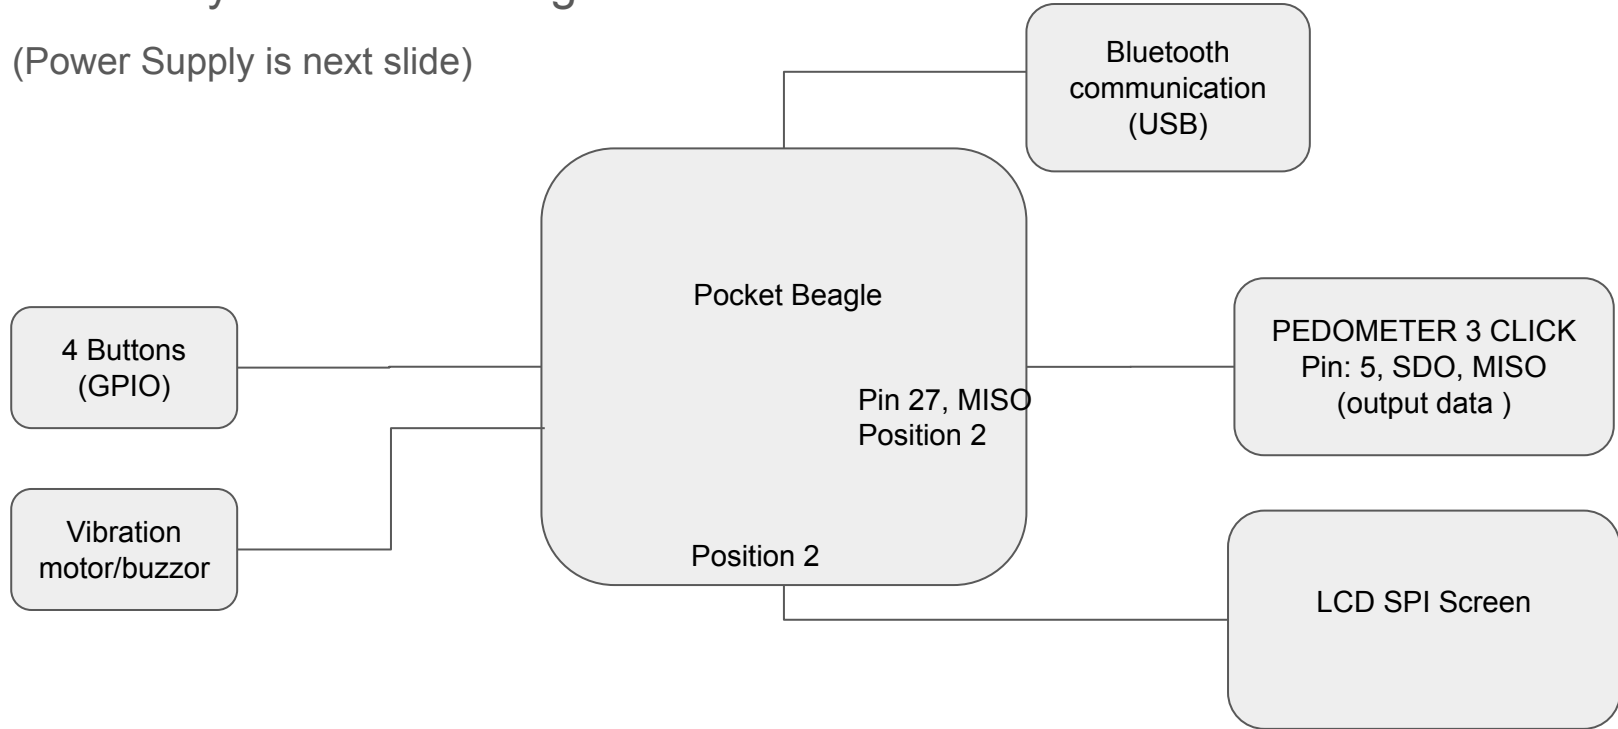 (Power Supply is next slide)
Bluetooth
communication
(USB)
Pocket Beagle
4 Buttons
(GPIO)
PEDOMETER 3 CLICK
Pin: 5, SDO, MISO
(output data )
Pin 27, MISO
Position 2
Vibration
motor/buzzor
Position 2
LCD SPI Screen